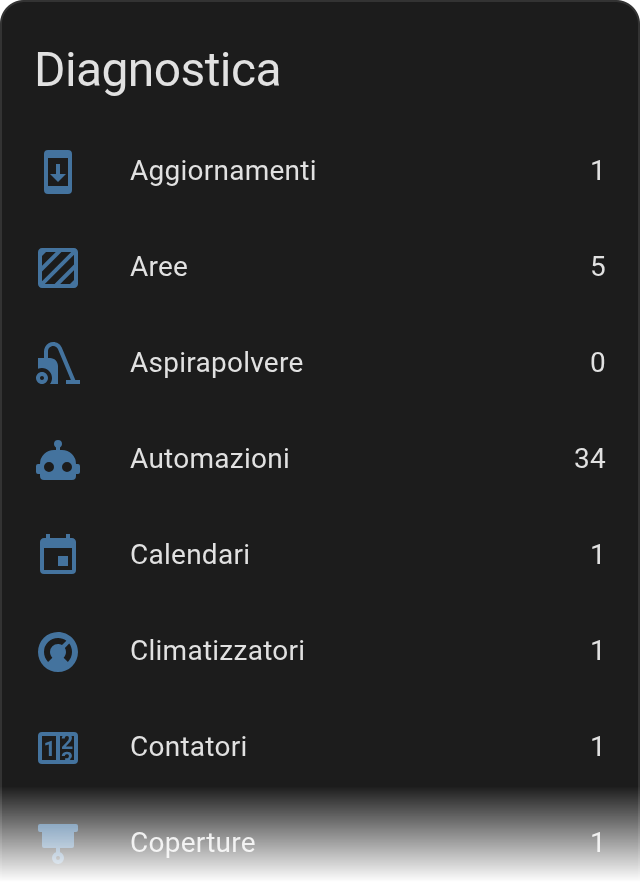 Diagnostica
Aggiornamenti 1
Aree 5
Aspirapolvere 0
Automazioni 34
Calendari 1
Climatizzatori 1
Contatori 1
Coperture 1